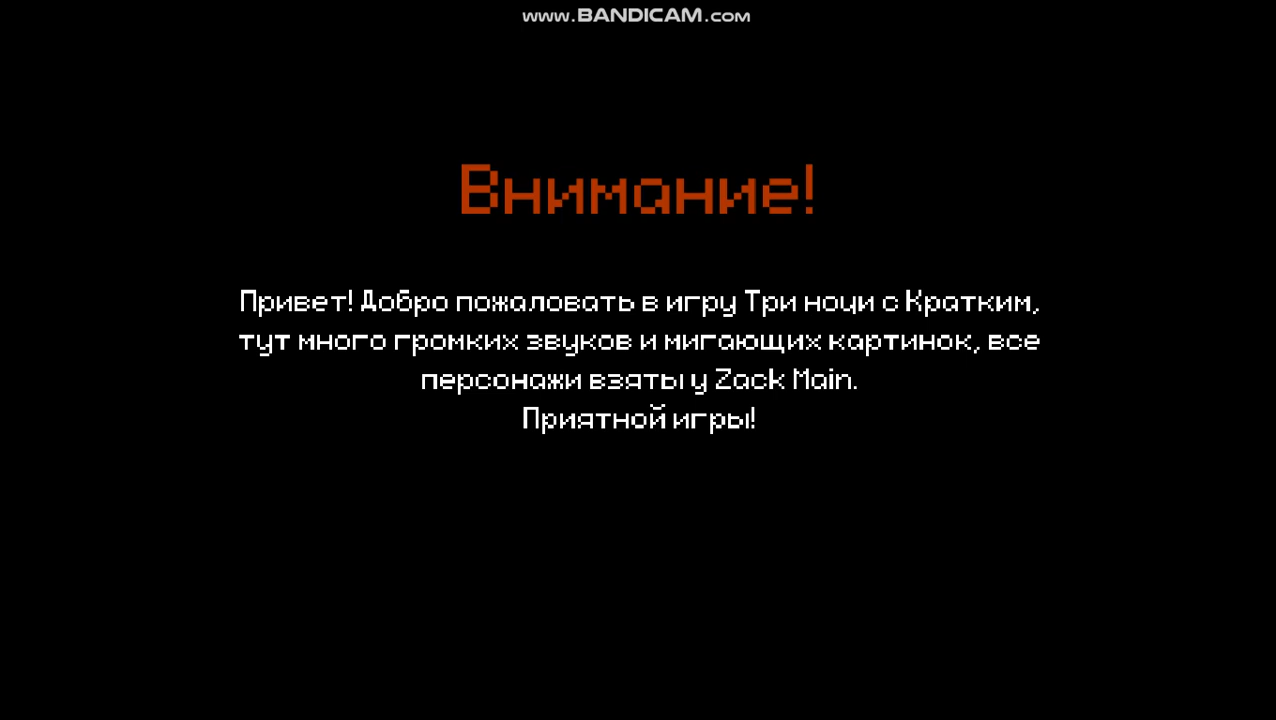 www.BANDICAM.com
Внимание!
Привет! Добро пожаловать в игру Три ночи с Кратким,
тут много громких звуков и мигающих картинок, все
персонажи взяты у Zack Main.
Приятной игры!